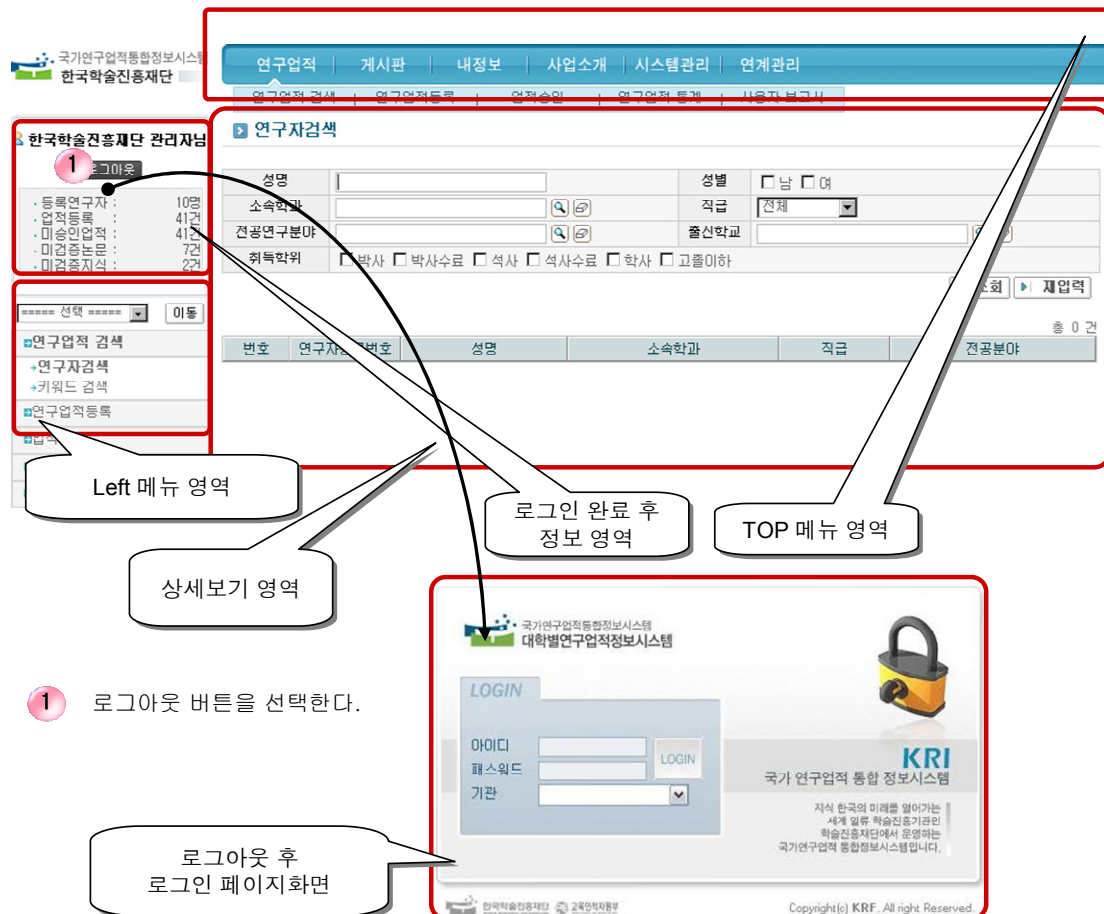 국가연구업적통합정보시스템
한국학술진흥재단
연구업적 게시판 내정보 사업소개 시스템관리 연계관리
연구업적 검색 연구업적등록 업적승인 연구업적 통계 사용자 보고서
한국학술진흥재단 관리자님
1 로그아웃
등록연구자 : 10명
업적등록 : 41건
미승인업적 : 41건
미검증논문 : 7건
미검증지식 : 2건
===== 선택 ===== 이동
연구업적 검색
연구자검색
키워드 검색
연구업적등록
연구자검색
성명 성별 남 여
소속학과 직급 전체
전공연구분야 출신학교
취득학위 박사 박사수료 석사 석사수료 학사 고졸이하
재입력
총 0 건
번호 성명 소속학과 직급 전공분야
Left 메뉴 영역
로그인 완료 후
정보 영역
TOP 메뉴 영역
상세보기 영역
1 로그아웃 버튼을 선택한다.
국가연구업적통합정보시스템
대학별연구업적정보시스템
LOGIN
아이디
패스워드
기관
LOGIN
KRI
국가 연구업적 통합 정보시스템
지식 한국의 미래를 열어가는
세계 일류 학술진흥기관인
학술진흥재단에서 운영하는
국가연구업적 통합정보시스템입니다.
로그아웃 후
로그인 페이지화면
한국학술진흥재단 교육인적자원부
Copyright(c) KRF. All right Reserved.